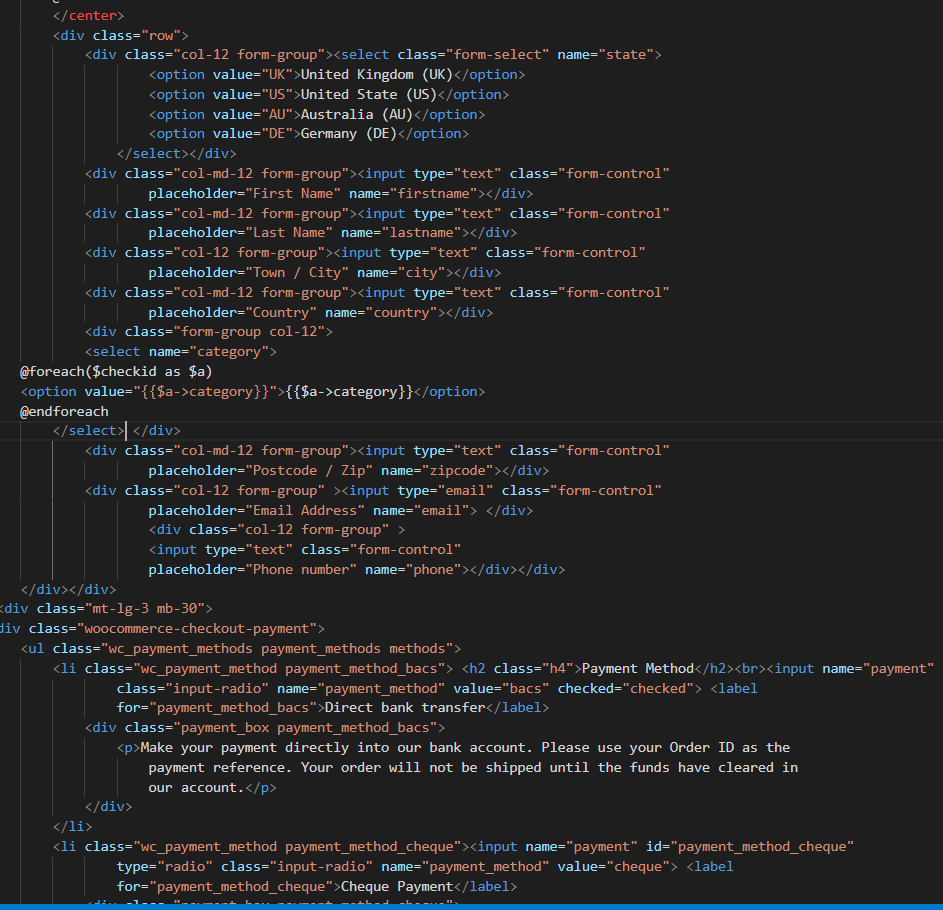 </center>
<div class="row">
<div class="col-12 form-group"><select class="form-select" name="state">
<option value="UK">United Kingdom (UK)</option>
<option value="US">United State (US)</option>
<option value="AU">Australia (AU)</option>
<option value="DE">Germany (DE)</option>
</select></div>
<div class="col-md-12 form-group"><input type="text" class="form-control"
placeholder="First Name" name="firstname"></div>
<div class="col-md-12 form-group"><input type="text" class="form-control"
placeholder="Last Name" name="lastname"></div>
<div class="col-12 form-group"><input type="text" class="form-control"
placeholder="Town / City" name="city"></div>
<div class="col-md-12 form-group"><input type="text" class="form-control"
placeholder="Country" name="country"></div>
<div class="form-group col-12">
<select name="category">
@foreach($checkid as $a)
<option value="{{$a->category}}">{{$a->category}}</option>
@endforeach
</select> </div>
<div class="col-md-12 form-group"><input type="text" class="form-control"
placeholder="Postcode / Zip" name="zipcode"></div>
<div class="col-12 form-group" ><input type="email" class="form-control"
placeholder="Email Address" name="email"> </div>
<div class="col-12 form-group" >
<input type="text" class="form-control"
placeholder="Phone number" name="phone"></div></div>
</div></div>
<div class="mt-lg-3 mb-30">
div class="woocommerce-checkout-payment">
<ul class="wc_payment_methods payment_methods methods">
<li class="wc_payment_method payment_method_bacs"> <h2 class="h4">Payment Method</h2><br><input name="payment"
class="input-radio" name="payment_method" value="bacs" checked="checked"> <label
for="payment_method_bacs">Direct bank transfer</label>
<div class="payment_box payment_method_bacs">
<p>Make your payment directly into our bank account. Please use your Order ID as the
payment reference. Your order will not be shipped until the funds have cleared in
our account.</p>
</div>
</li>
<li class="wc_payment_method payment_method_cheque"><input name="payment" id="payment_method_cheque"
type="radio" class="input-radio" name="payment_method" value="cheque"> <label
for="payment_method_cheque">Cheque Payment</label>